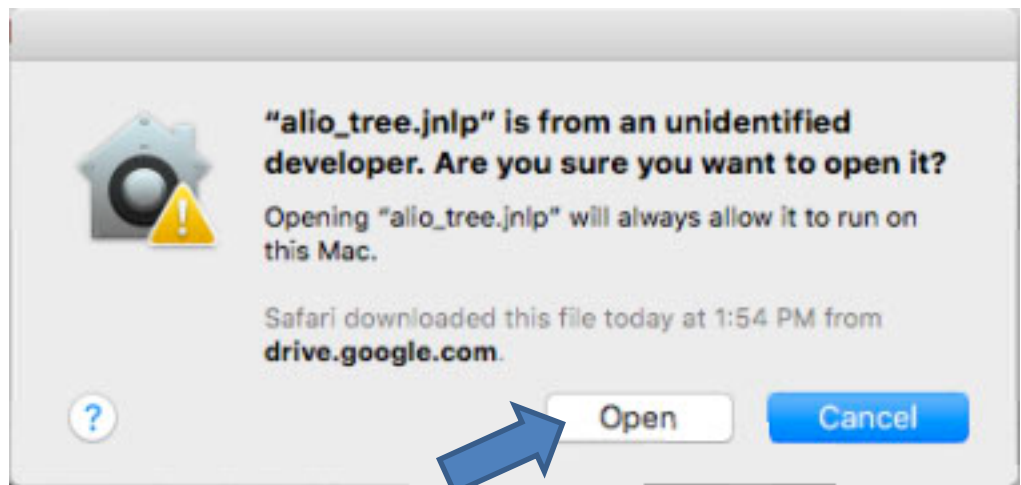 “alio_tree.jnlp” is from an unidentified
developer. Are you sure you want to open it?
Opening “alio_tree.jnlp” will always allow it to run on
this Mac.
Safari downloaded this file today at 1:54 PM from
drive.google.com.
?
Open
Cancel